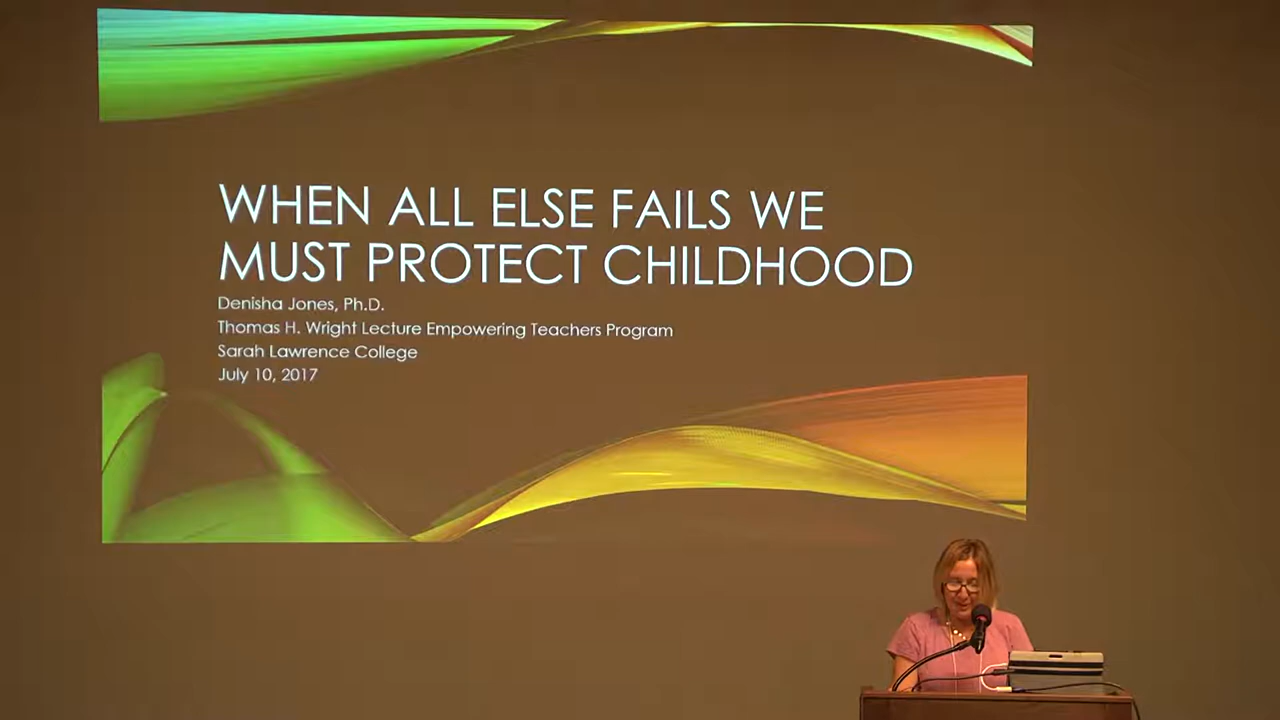 WHEN ALL ELSE FAILS WE
MUST PROTECT CHILDHOOD
Denisha Jones, Ph.D.
Thomas H. Wright Lecture Empowering Teachers Program
Sarah Lawrence College
July 10, 2017